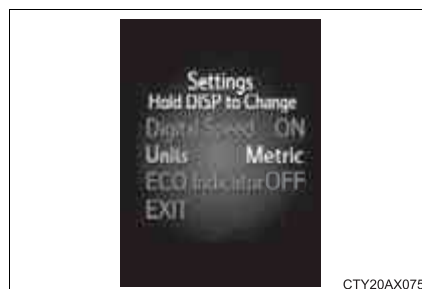 Settings
Hold DISP to Change
Digital Speed ON
Units Metric
ECO Indicator OFF
EXIT
CTY20AX075